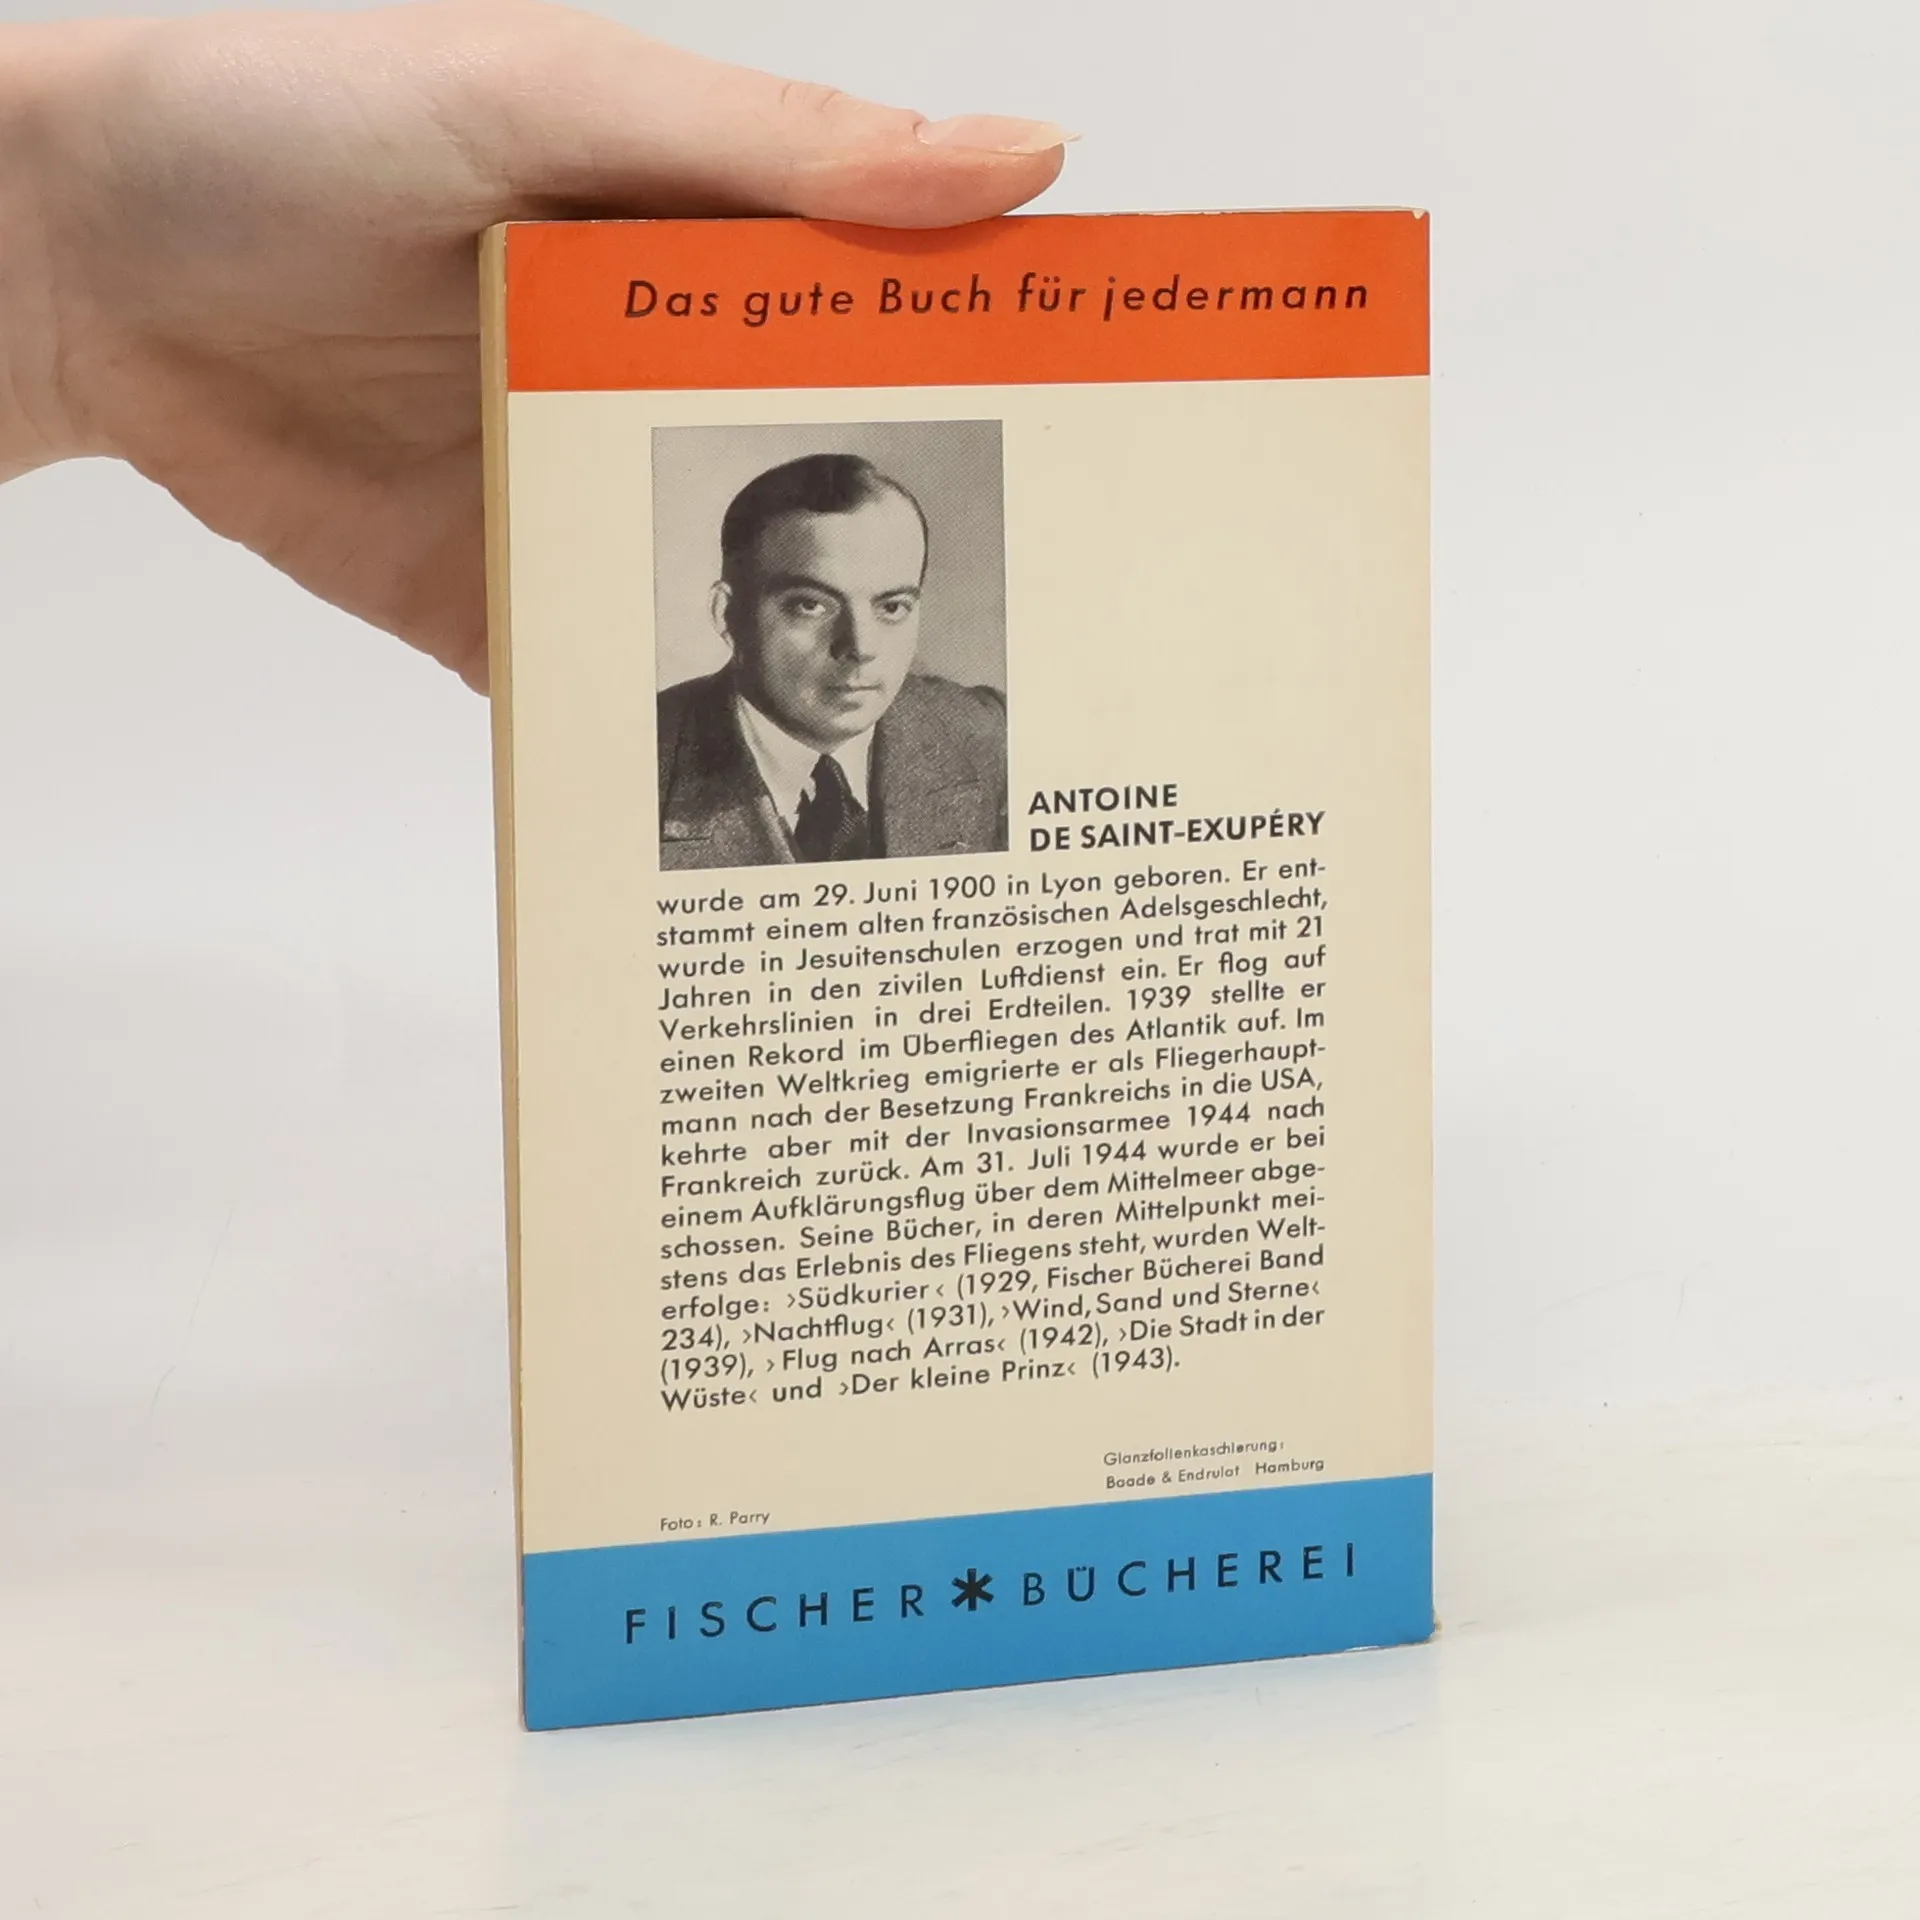 Das gute Buch für jedermann
ANTOINE
DE SAINT-EXUPÉRY
wurde am 29. Juni 1900 in Lyon geboren. Er ent-
stammt einem alten französischen Adelsgeschlecht,
wurde in Jesuitenschulen erzogen und trat mit 21
Jahren in den zivilen Luftdienst ein. Er flog auf
Verkehrslinien in drei Erdteilen. 1939 stellte er
einen Rekord im Überfliegen des Atlantik auf. Im
zweiten Weltkrieg emigrierte er als Fliegerhaupt-
mann nach der Besetzung Frankreichs in die USA,
kehrte aber mit der Invasionsarmee 1944 nach
Frankreich zurück. Am 31. Juli 1944 wurde er bei
einem Aufklärungsflug über dem Mittelmeer abge-
schossen. Seine Bücher, in deren Mittelpunkt mei-
stens das Erlebnis des Fliegens steht, wurden Welt-
erfolge: ›Südkurier‹ (1929, Fischer Bücherei Band
234), ›Nachtflug‹ (1931), ›Wind, Sand und Sterne‹
(1939), ›Flug nach Arras‹ (1942), ›Die Stadt in der
Wüste‹ und ›Der kleine Prinz‹ (1943).
Glanzfolienkaschierung:
Baade & Endrulat Hamburg
Foto: R. Parry
FISCHER * BÜCHEREI